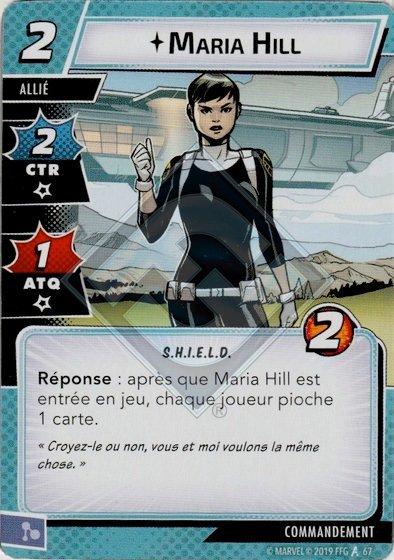 2
MARIA HILL
ALLIÉ
2
CTR
1
ATQ
2
S.H.I.E.L.D.
Réponse : après que Maria Hill est
entrée en jeu, chaque joueur pioche
1 carte.
« Croyez-le ou non, vous et moi voulons la même
chose. »
®
COMMANDEMENT
© MARVEL © 2019 FFG A 67